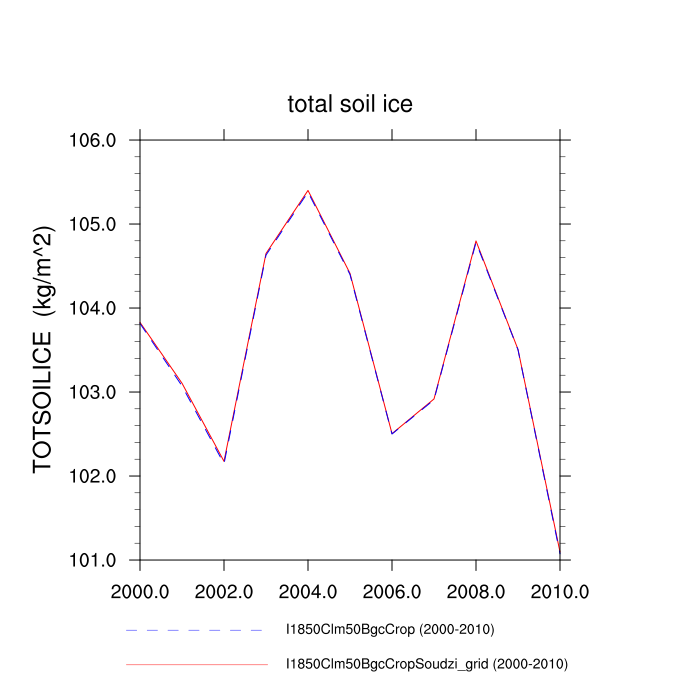 total soil ice
106.0
105.0
104.0
103.0
102.0
101.0
TOTSOILICE (kg/m^2)
2000.0 2002.0 2004.0 2006.0 2008.0 2010.0
I1850Clm50BgcCrop (2000-2010)
I1850Clm50BgcCropSoudzi_grid (2000-2010)